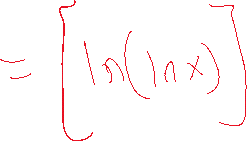 = [ln(ln x)]